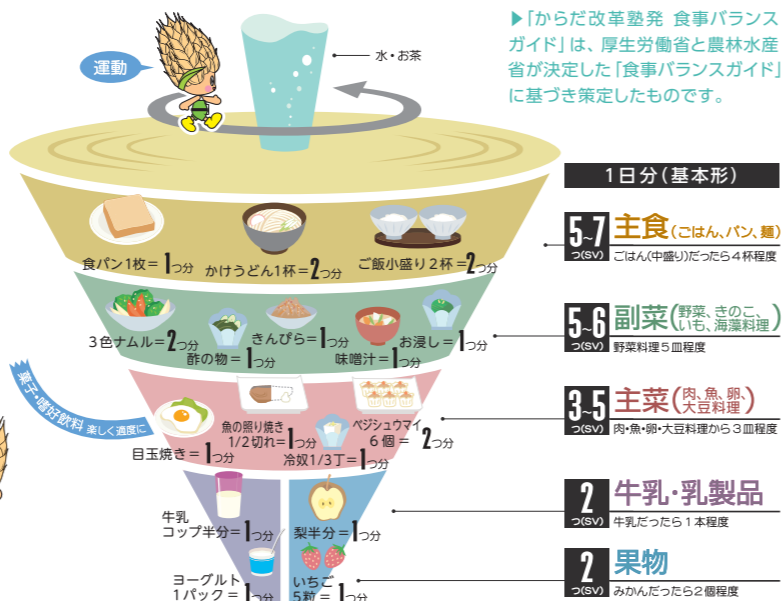 ▶「からだ改革塾発 食事バランス
ガイド」は、厚生労働省と農林水産
省が決定した「食事バランスガイド」
に基づき策定したものです。
運動
水・お茶
1日分(基本形)
食パン1枚=1つ分
かけうどん1杯=2つ分
ご飯小盛り2杯=2つ分
5~7
つ(SV)
主食(ごはん、パン、麺)
ごはん(中盛り)だったら4杯程度
3色ナムル=2つ分
酢の物=1つ分
きんぴら=1つ分
味噌汁=1つ分
お浸し=1つ分
5~6
つ(SV)
副菜(野菜、きのこ、
いも、海藻料理)
野菜料理5皿程度
菓子・嗜好飲料 楽しく適度に
目玉焼き=1つ分
魚の照り焼き
1/2切れ=1つ分
冷奴1/3丁=1つ分
ベジシュウマイ
6個=2つ分
3~5
つ(SV)
主菜(肉、魚、卵、
大豆料理)
肉・魚・卵・大豆料理から3皿程度
牛乳
コップ半分=1つ分
梨半分=1つ分
2
つ(SV)
牛乳・乳製品
牛乳だったら1本程度
ヨーグルト
1パック=1つ分
いちご
5粒=1つ分
2
つ(SV)
果物
みかんだったら2個程度